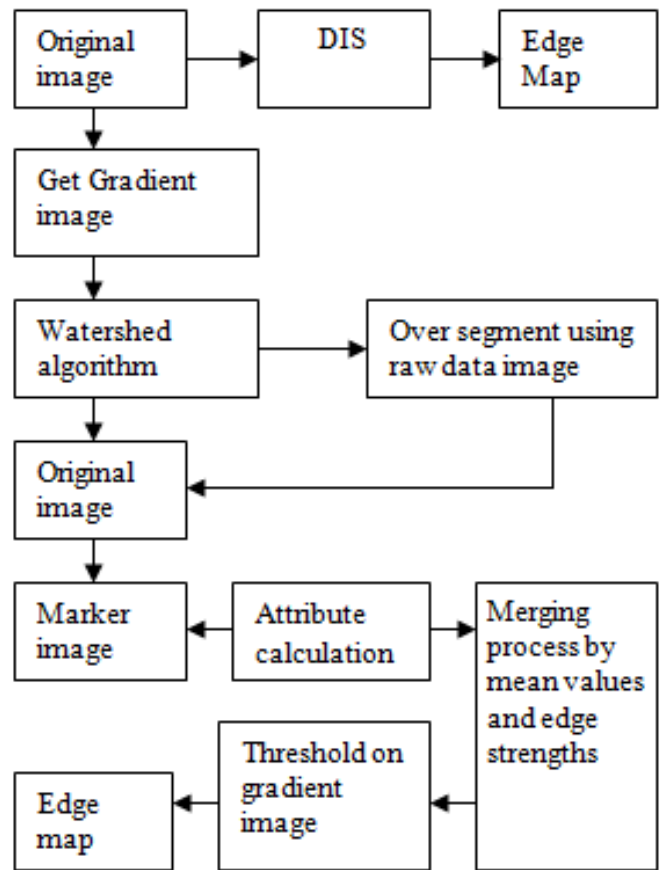 Original
image
DIS
Edge
Map
Get Gradient
image
Watershed
algorithm
Over segment using
raw data image
Original
image
Marker
image
Attribute
calculation
Merging
process by
mean values
and edge
strengths
Threshold on
gradient
image
Edge
map